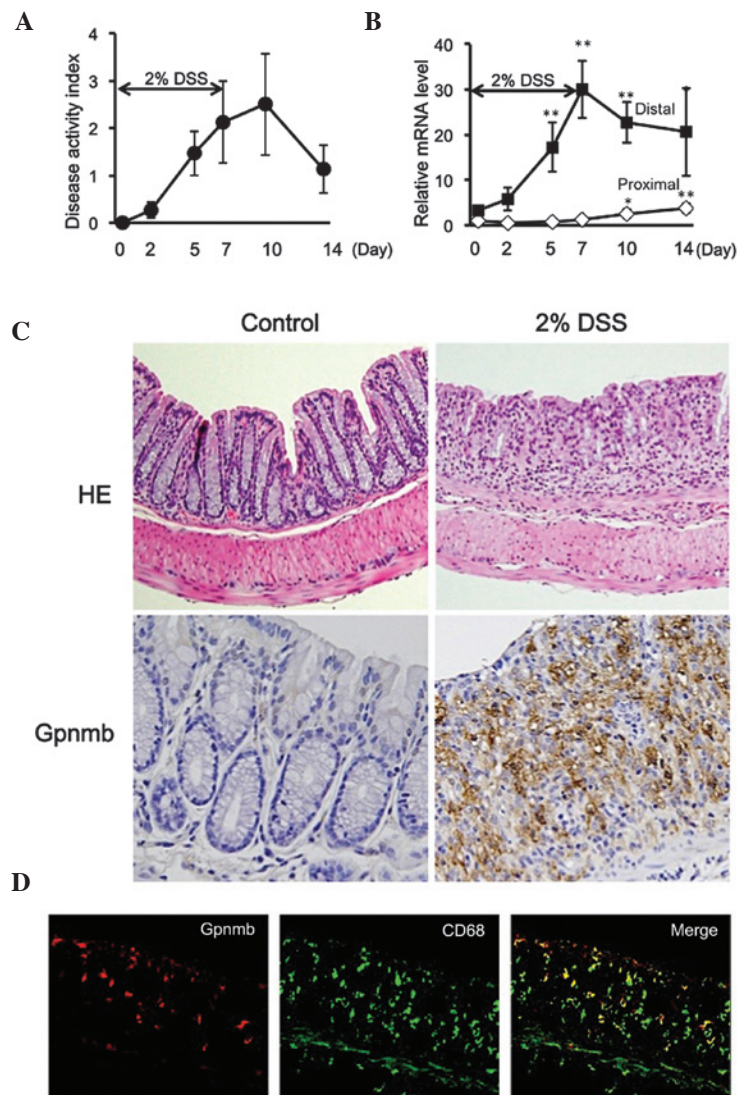 A
Disease activity index
4
3
2
1
0
2% DSS
0 2 5 7 10 14 (Day)
B
Relative mRNA level
40
30
20
10
0
2% DSS
**
**
**
Distal
Proximal
*
**
0 2 5 7 10 14 (Day)
C
Control
2% DSS
HE
Gpnmb
D
Gpnmb
CD68
Merge